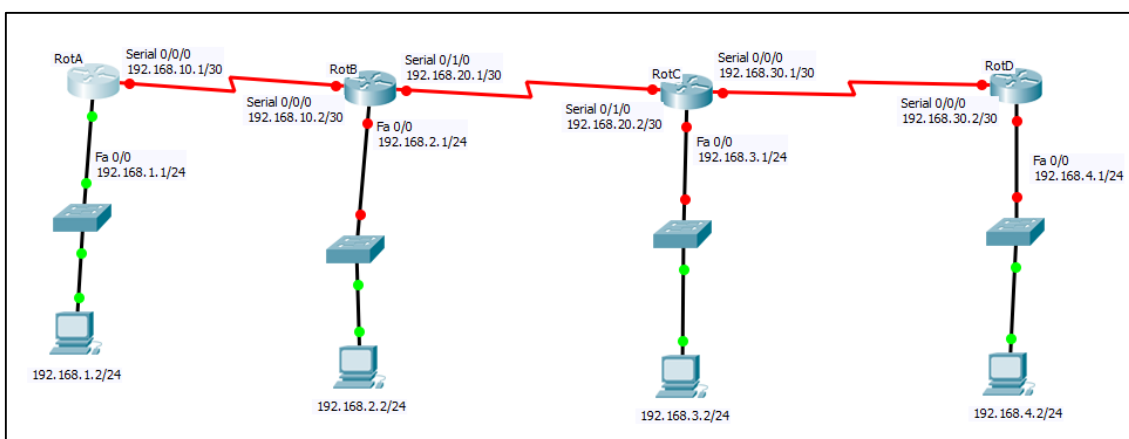 RotA
Serial 0/0/0
192.168.10.1/30
RotB
Serial 0/1/0
192.168.20.1/30
RotC
Serial 0/0/0
192.168.30.1/30
RotD
Serial 0/0/0
192.168.10.2/30
Serial 0/1/0
192.168.20.2/30
Serial 0/0/0
192.168.30.2/30
Fa 0/0
192.168.1.1/24
Fa 0/0
192.168.2.1/24
Fa 0/0
192.168.3.1/24
Fa 0/0
192.168.4.1/24
192.168.1.2/24
192.168.2.2/24
192.168.3.2/24
192.168.4.2/24